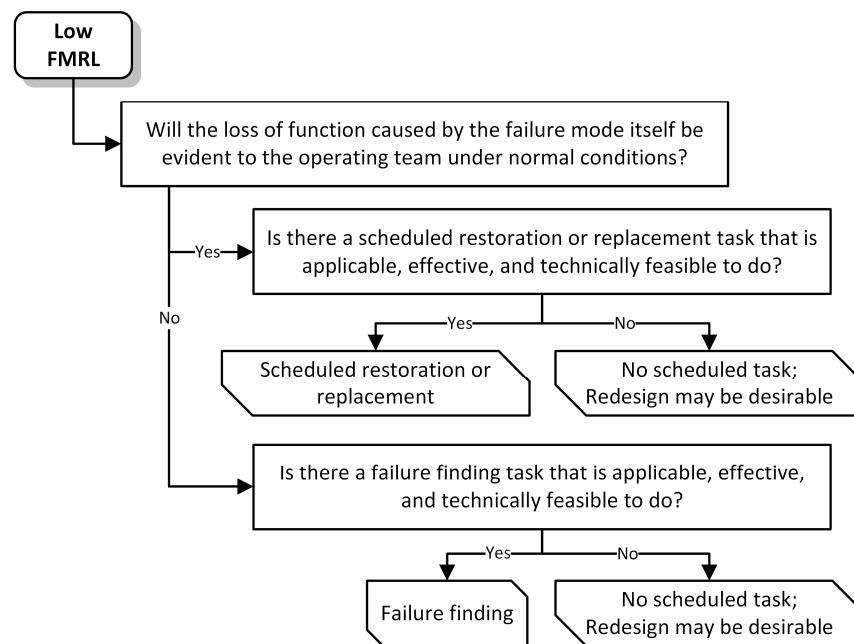 Low
FMRL
Will the loss of function caused by the failure mode itself be
evident to the operating team under normal conditions?
Is there a scheduled restoration or replacement task that is
applicable, effective, and technically feasible to do?
Yes
No
Yes
No
Scheduled restoration or
replacement
No scheduled task;
Redesign may be desirable
Is there a failure finding task that is applicable, effective,
and technically feasible to do?
Yes
No
Failure finding
No scheduled task;
Redesign may be desirable